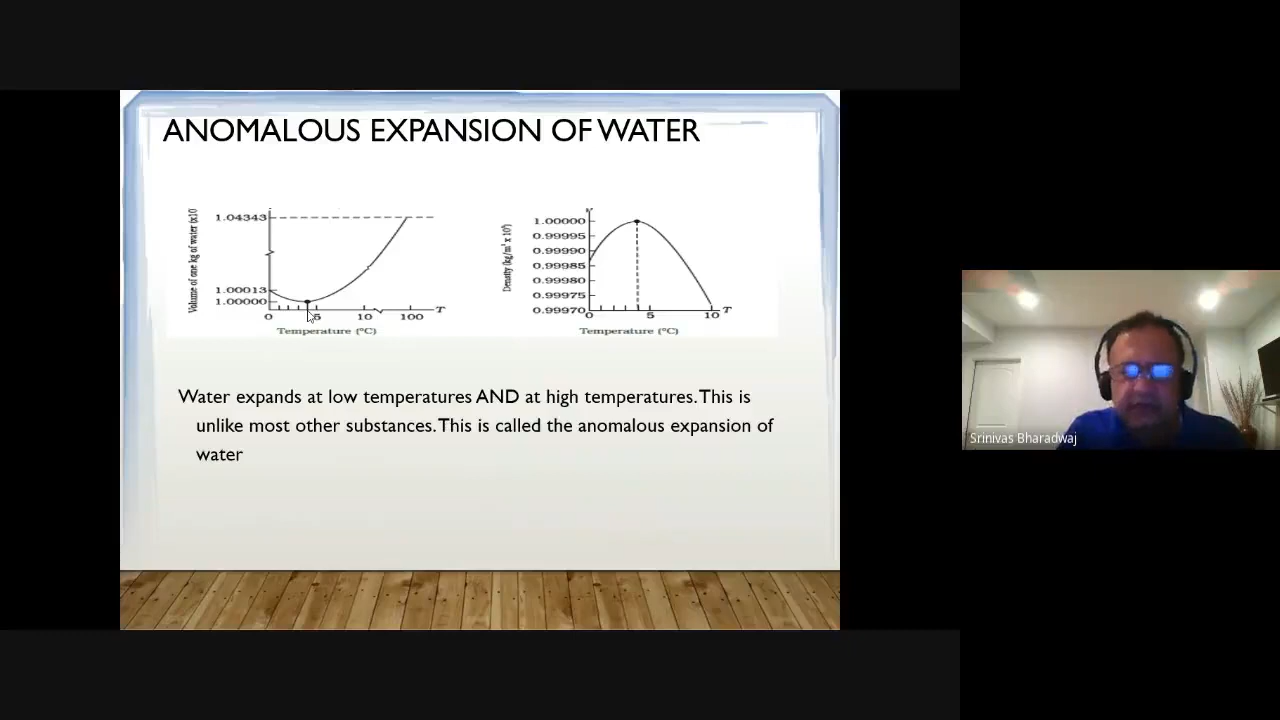 ANOMALOUS EXPANSION OF WATER
Volume of one kg of water (x10
1.04343
1.00013
1.00000
0 5 10 100 T
Temperature (°C)
Density (kg/m³ x 10³)
1.00000
0.99995
0.99990
0.99985
0.99980
0.99975
0.99970
0 5 10 T
Temperature (°C)
Water expands at low temperatures AND at high temperatures. This is
unlike most other substances. This is called the anomalous expansion of
water
Srinivas Bharadwaj